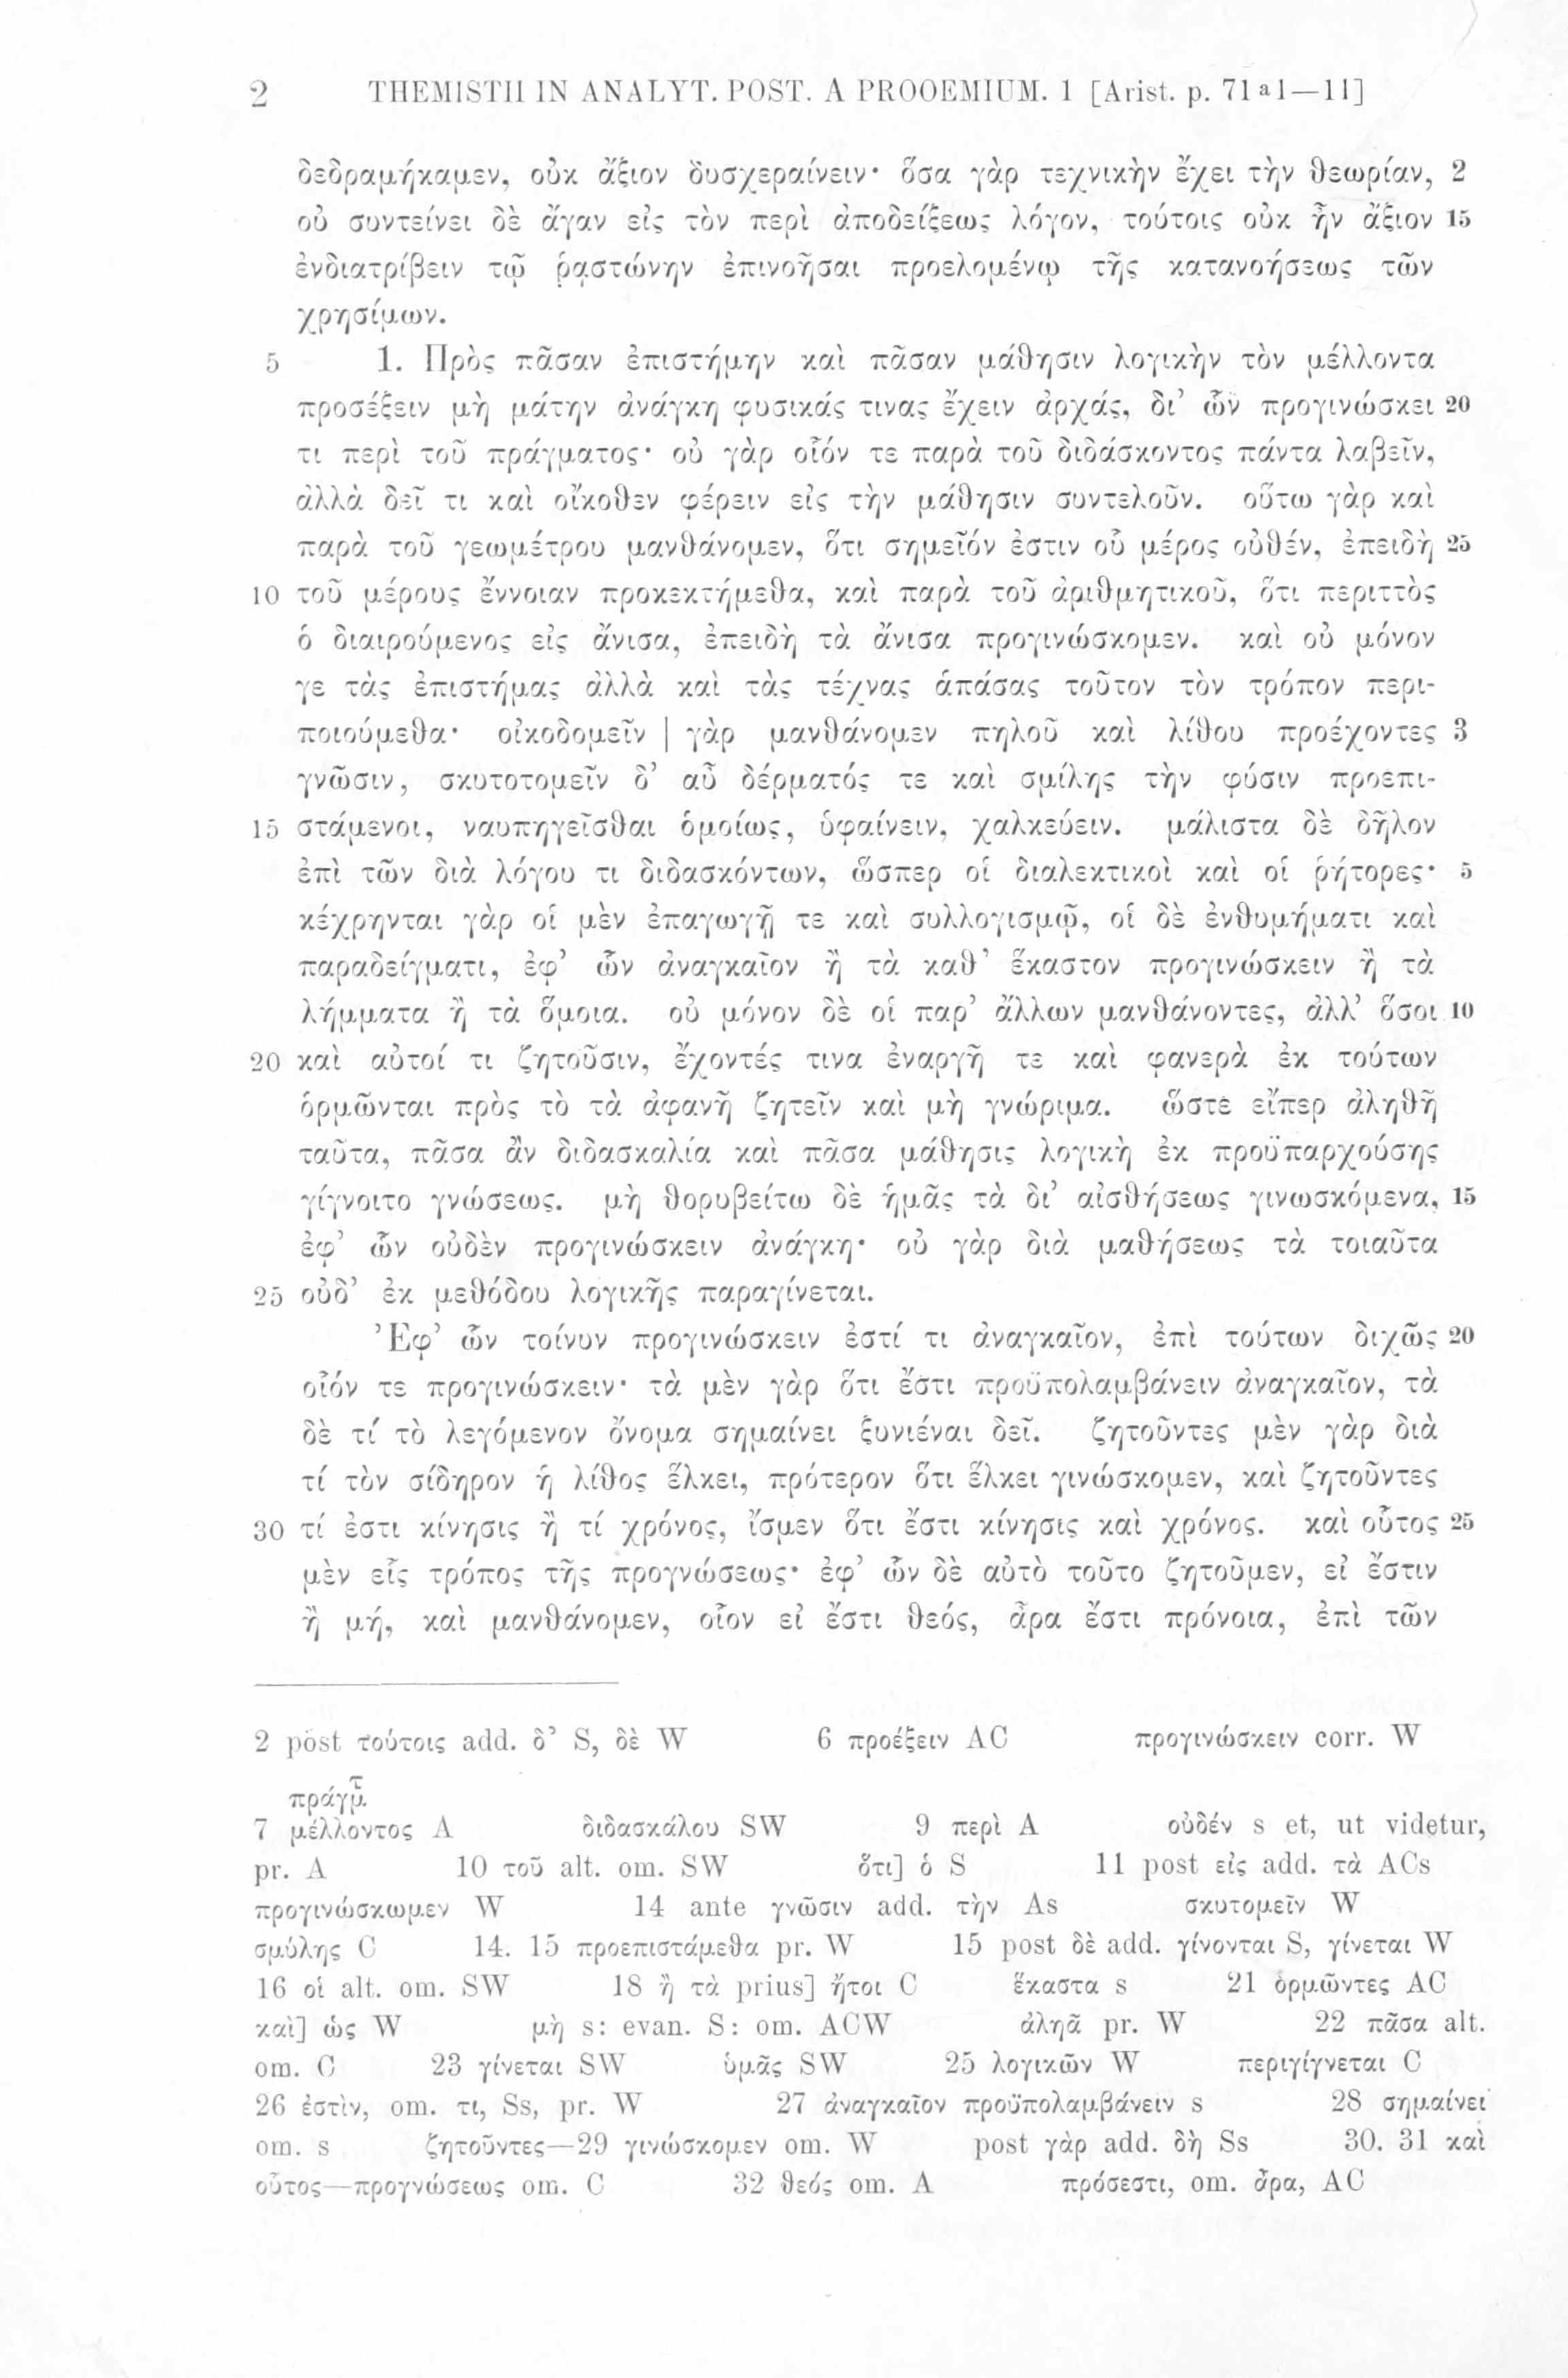 2 THEMISTII IN ANALYT. POST. A PROOEMIUM. 1 [Arist. p. 71 a 1—11]
δεδραμήκαμεν, οὐκ ἄξιον δυσχεραίνειν· ὅσα γὰρ τεχνικὴν ἔχει τὴν θεωρίαν, 2
οὐ συντείνει δὲ ἄγαν εἰς τὸν περὶ ἀποδείξεως λόγον, τούτοις οὐκ ἦν ἄξιον 15
ἐνδιατρίβειν τῷ ῥᾳστώνην ἐπινοῆσαι προελομένῳ τῆς κατανοήσεως τῶν
χρησίμων.
5 1. Πρὸς πᾶσαν ἐπιστήμην καὶ πᾶσαν μάθησιν λογικὴν τὸν μέλλοντα
προσέξειν μὴ μάτην ἀνάγκη φυσικάς τινας ἔχειν ἀρχάς, δι’ ὧν προγινώσκει 20
τι περὶ τοῦ πράγματος· οὐ γὰρ οἷόν τε παρὰ τοῦ διδάσκοντος πάντα λαβεῖν,
ἀλλὰ δεῖ τι καὶ οἴκοθεν φέρειν εἰς τὴν μάθησιν συντελοῦν. οὕτω γὰρ καὶ
παρὰ τοῦ γεωμέτρου μανθάνομεν, ὅτι σημεῖόν ἐστιν οὗ μέρος οὐθέν, ἐπειδὴ 25
10 τοῦ μέρους ἔννοιαν προκεκτήμεθα, καὶ παρὰ τοῦ ἀριθμητικοῦ, ὅτι περιττὸς
ὁ διαιρούμενος εἰς ἄνισα, ἐπειδὴ τὰ ἄνισα προγινώσκομεν. καὶ οὐ μόνον
γε τὰς ἐπιστήμας ἀλλὰ καὶ τὰς τέχνας ἁπάσας τοῦτον τὸν τρόπον περι-
ποιούμεθα· οἰκοδομεῖν | γὰρ μανθάνομεν πηλοῦ καὶ λίθου προέχοντες 3
γνῶσιν, σκυτοτομεῖν δ’ αὖ δέρματός τε καὶ σμίλης τὴν φύσιν προεπι-
15 στάμενοι, ναυπηγεῖσθαι ὁμοίως, ὑφαίνειν, χαλκεύειν. μάλιστα δὲ δῆλον
ἐπὶ τῶν διὰ λόγου τι διδασκόντων, ὥσπερ οἱ διαλεκτικοὶ καὶ οἱ ῥήτορες· 5
κέχρηνται γὰρ οἱ μὲν ἐπαγωγῇ τε καὶ συλλογισμῷ, οἱ δὲ ἐνθυμήματι καὶ
παραδείγματι, ἐφ’ ὧν ἀναγκαῖον ἢ τὰ καθ’ ἕκαστον προγινώσκειν ἢ τὰ
λήμματα ἢ τὰ ὅμοια. οὐ μόνον δὲ οἱ παρ’ ἄλλων μανθάνοντες, ἀλλ’ ὅσοι 10
20 καὶ αὐτοί τι ζητοῦσιν, ἔχοντές τινα ἐναργῆ τε καὶ φανερὰ ἐκ τούτων
ὁρμῶνται πρὸς τὸ τὰ ἀφανῆ ζητεῖν καὶ μὴ γνώριμα. ὥστε εἴπερ ἀληθῆ
ταῦτα, πᾶσα ἂν διδασκαλία καὶ πᾶσα μάθησις λογικὴ ἐκ προϋπαρχούσης
γίγνοιτο γνώσεως. μὴ θορυβείτω δὲ ἡμᾶς τὰ δι’ αἰσθήσεως γινωσκόμενα, 15
ἐφ’ ὧν οὐδὲν προγινώσκειν ἀνάγκη· οὐ γὰρ διὰ μαθήσεως τὰ τοιαῦτα
25 οὐδ’ ἐκ μεθόδου λογικῆς παραγίνεται.
Ἐφ’ ὧν τοίνυν προγινώσκειν ἐστί τι ἀναγκαῖον, ἐπὶ τούτων διχῶς 20
οἷόν τε προγινώσκειν· τὰ μὲν γὰρ ὅτι ἔστι προϋπολαμβάνειν ἀναγκαῖον, τὰ
δὲ τί τὸ λεγόμενον ὄνομα σημαίνει ξυνιέναι δεῖ. ζητοῦντες μὲν γὰρ διὰ
τί τὸν σίδηρον ἡ λίθος ἕλκει, πρότερον ὅτι ἕλκει γινώσκομεν, καὶ ζητοῦντες
30 τί ἐστι κίνησις ἢ τί χρόνος, ἴσμεν ὅτι ἔστι κίνησις καὶ χρόνος. καὶ οὗτος 25
μὲν εἷς τρόπος τῆς προγνώσεως· ἐφ’ ὧν δὲ αὐτὸ τοῦτο ζητοῦμεν, εἰ ἔστιν
ἢ μή, καὶ μανθάνομεν, οἷον εἰ ἔστι θεός, ἆρα ἔστι πρόνοια, ἐπὶ τῶν
2 post τούτοις add. δ’ S, δὲ W 6 προέξειν AC προγινώσκειν corr. W
πράγμ͞τ
7 μέλλοντος A διδασκάλου SW 9 περὶ A οὐδέν s et, ut videtur,
pr. A 10 τοῦ alt. om. SW ὅτι] ὁ S 11 post εἰς add. τὰ ACs
προγινώσκωμεν W 14 ante γνῶσιν add. τὴν As σκυτομεῖν W
σμύλης C 14. 15 προεπιστάμεθα pr. W 15 post δὲ add. γίνονται S, γίνεται W
16 οἱ alt. om. SW 18 ἢ τὰ prius] ἤτοι C ἕκαστα s 21 ὁρμῶντες AC
καὶ] ὡς W μὴ s: evan. S: om. ACW ἀληᾶ pr. W 22 πᾶσα alt.
om. C 23 γίνεται SW ὑμᾶς SW 25 λογικῶν W περιγίγνεται C
26 ἐστὶν, om. τι, Ss, pr. W 27 ἀναγκαῖον προϋπολαμβάνειν s 28 σημαίνει
om. s ζητοῦντες—29 γινώσκομεν om. W post γὰρ add. δὴ Ss 30. 31 καὶ
οὗτος—προγνώσεως om. C 32 θεός om. A πρόσεστι, om. ἆρα, AC